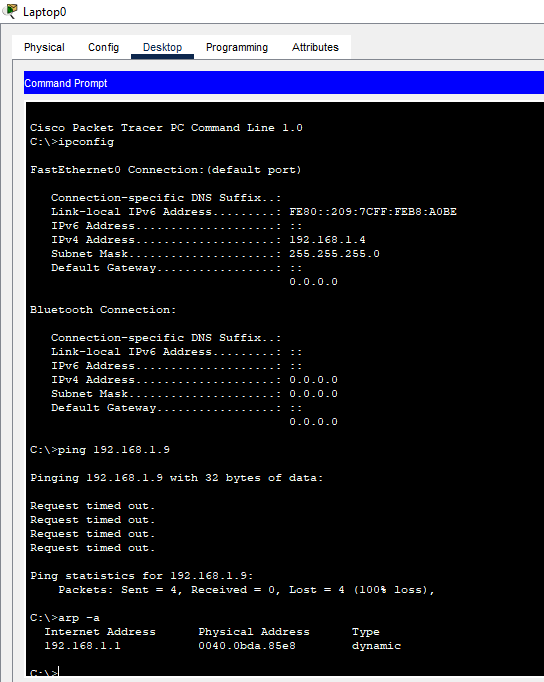 Laptop0
Physical Config Desktop Programming Attributes
Command Prompt
Cisco Packet Tracer PC Command Line 1.0
C:\>ipconfig
FastEthernet0 Connection:(default port)
Connection-specific DNS Suffix..:
Link-local IPv6 Address.........: FE80::209:7CFF:FEB8:A0BE
IPv6 Address....................: ::
IPv4 Address....................: 192.168.1.4
Subnet Mask.....................: 255.255.255.0
Default Gateway.................: ::
0.0.0.0
Bluetooth Connection:
Connection-specific DNS Suffix..:
Link-local IPv6 Address.........: ::
IPv6 Address....................: ::
IPv4 Address....................: 0.0.0.0
Subnet Mask.....................: 0.0.0.0
Default Gateway.................: ::
0.0.0.0
C:\>ping 192.168.1.9
Pinging 192.168.1.9 with 32 bytes of data:
Request timed out.
Request timed out.
Request timed out.
Request timed out.
Ping statistics for 192.168.1.9:
Packets: Sent = 4, Received = 0, Lost = 4 (100% loss),
C:\>arp -a
Internet Address Physical Address Type
192.168.1.1 0040.0bda.85e8 dynamic
C:\>